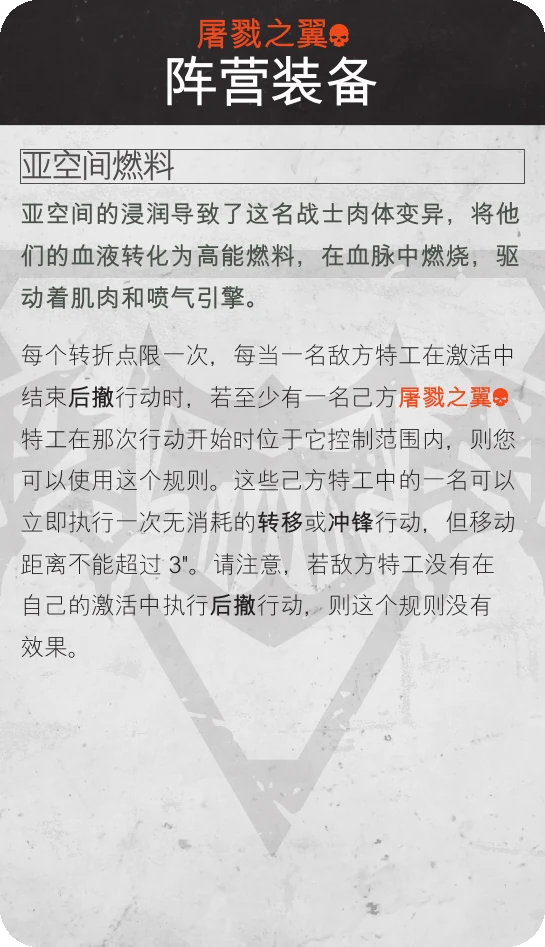 屠戮之翼
阵营装备
亚空间燃料
亚空间的浸润导致了这名战士肉体变异，将他
们的血液转化为高能燃料，在血脉中燃烧，驱
动着肌肉和喷气引擎。
每个转折点限一次，每当一名敌方特工在激活中
结束后撤行动时，若至少有一名己方屠戮之翼
特工在那次行动开始时位于它控制范围内，则您
可以使用这个规则。这些己方特工中的一名可以
立即执行一次无消耗的转移或冲锋行动，但移动
距离不能超过 3"。请注意，若敌方特工没有在
自己的激活中执行后撤行动，则这个规则没有
效果。